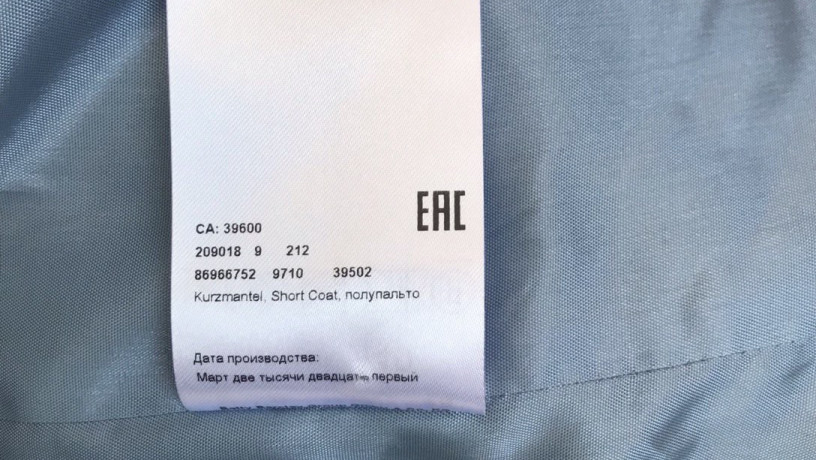 EAC
CA: 39600
209018 9 212
86966752 9710 39502
Kurzmantel, Short Coat, полупальто
Дата производства:
Март две тысячи двадцать первый